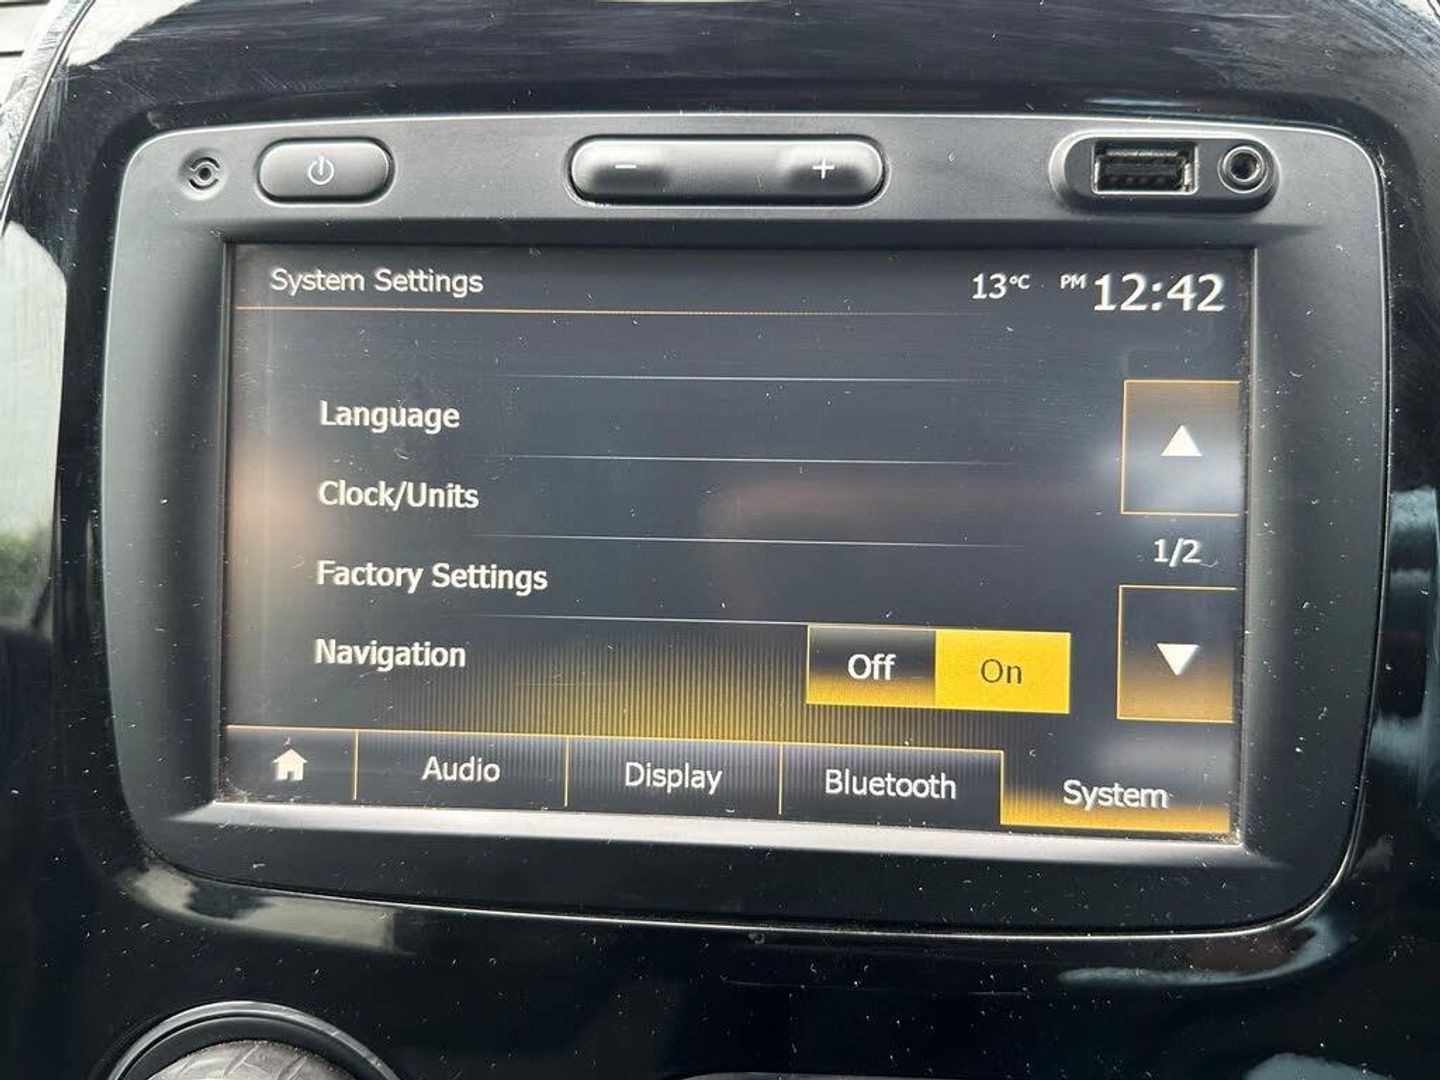 System Settings 13°C PM 12:42
Language
Clock/Units
1/2
Factory Settings
Navigation Off On
Audio Display Bluetooth System